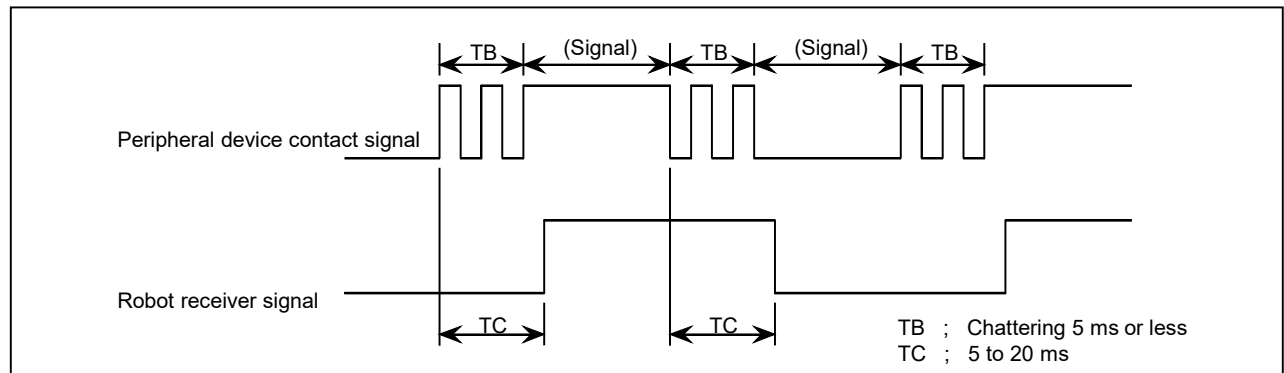 TB (Signal) TB (Signal) TB
Peripheral device contact signal
Robot receiver signal
TC TC
TB ; Chattering 5 ms or less
TC ; 5 to 20 ms